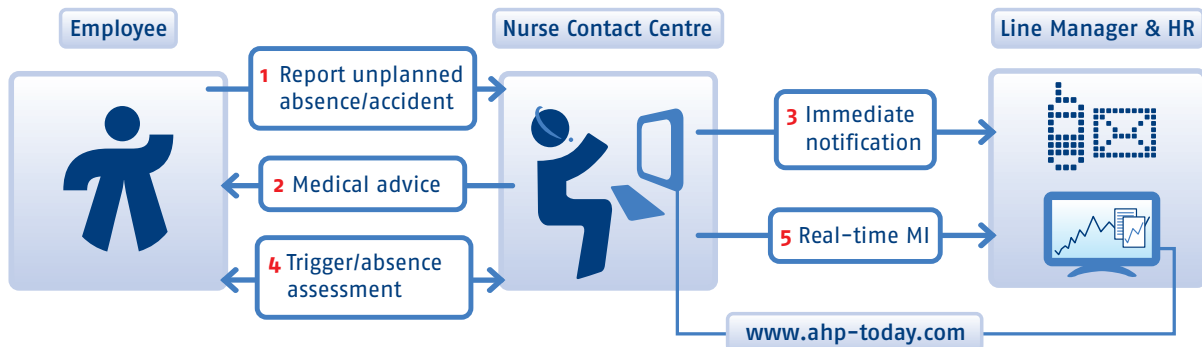 Employee
Nurse Contact Centre
Line Manager & HR
1 Report unplanned
absence/accident
2 Medical advice
3 Immediate
notification
4 Trigger/absence
assessment
5 Real-time MI
www.ahp-today.com